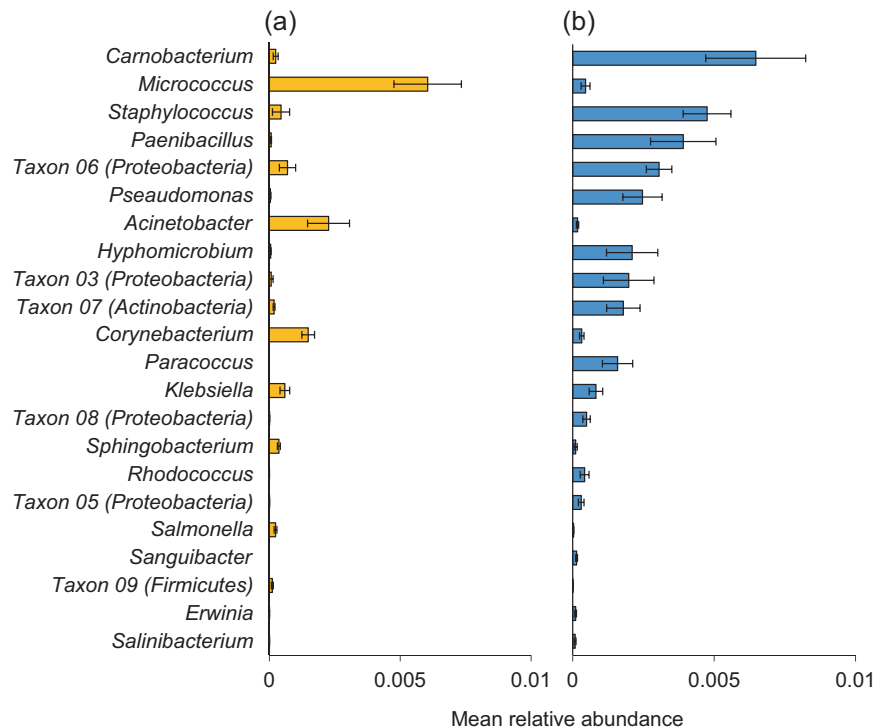 (a) (b)
Carnobacterium
Micrococcus
Staphylococcus
Paenibacillus
Taxon 06 (Proteobacteria)
Pseaudomonas
Acinetobacter
Hyphomicrobium
Taxon 03 (Proteobacteria)
Taxon 07 (Actinobacteria)
Corynebacterium
Paracoccus
Klebsiella
Taxon 08 (Proteobacteria)
Sphingobacterium
Rhodococcus
Taxon 05 (Proteobacteria)
Salmonella
Sanguibacter
Taxon 09 (Firmicutes)
Erwinia
Salinibacterium
0 0.005 0.01 0 0.005 0.01
Mean relative abundance